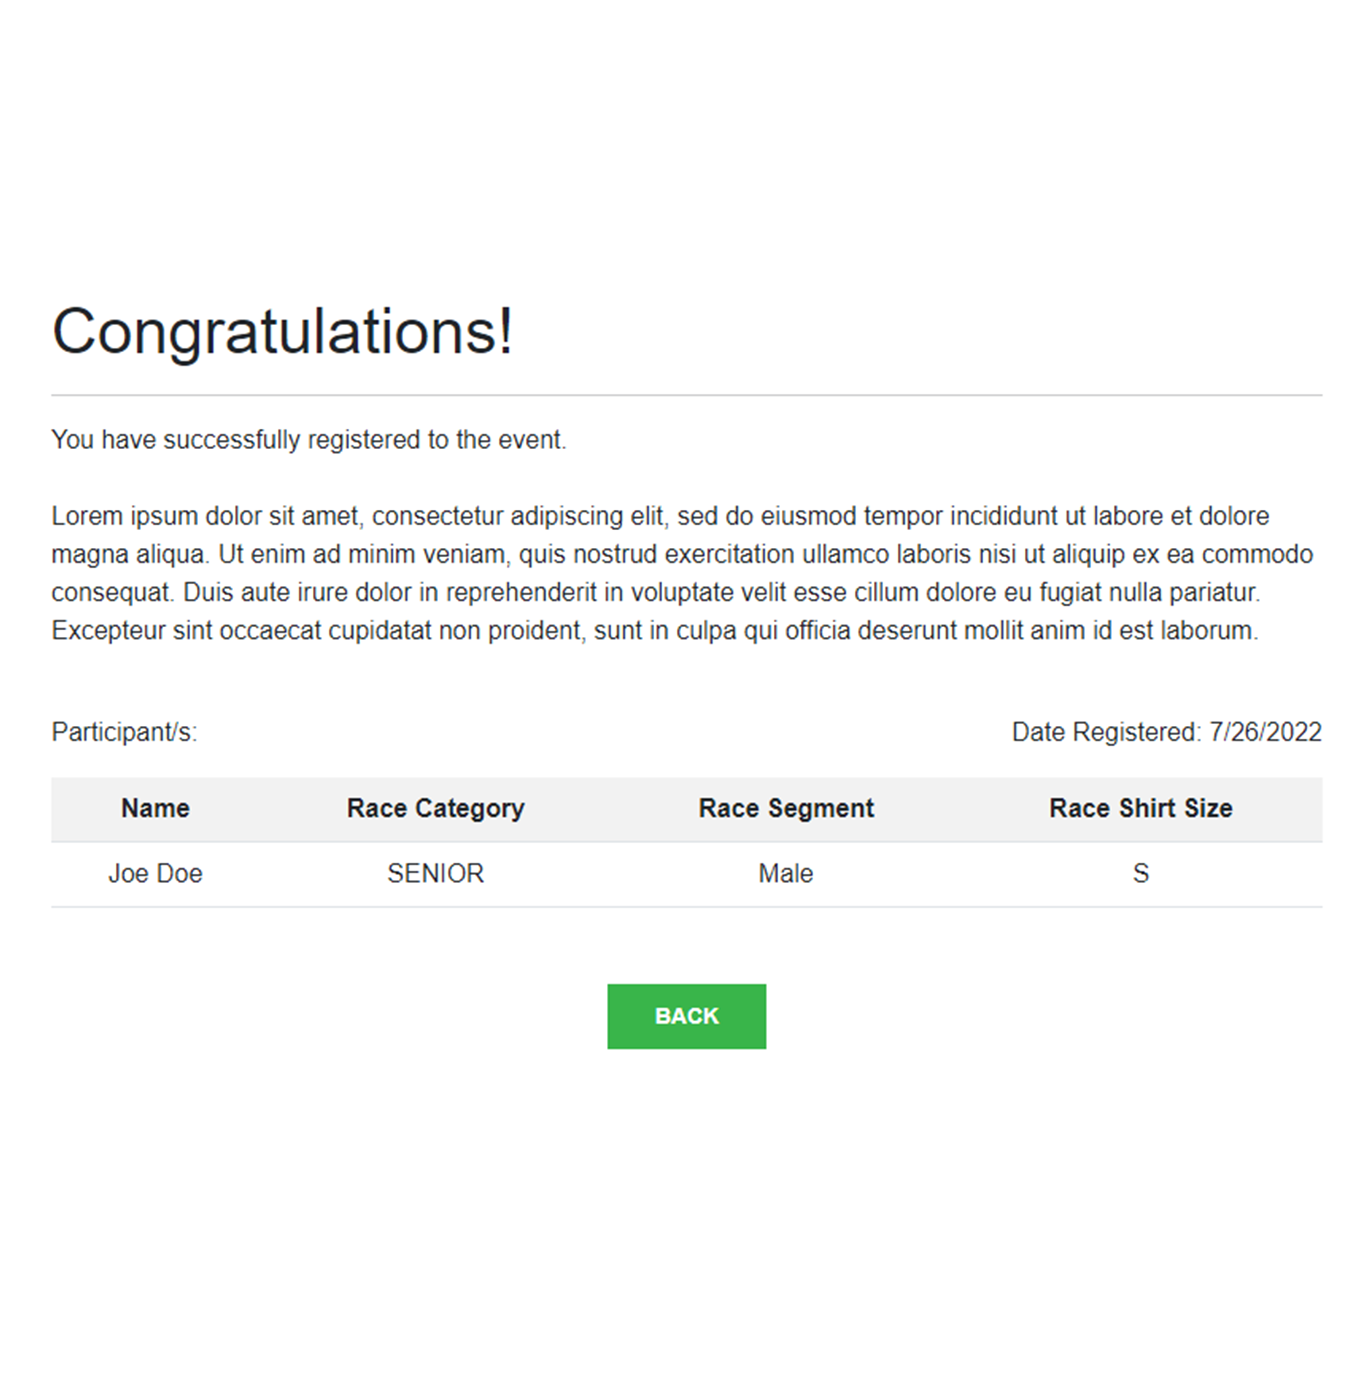 Congratulations!
You have successfully registered to the event.
Lorem ipsum dolor sit amet, consectetur adipiscing elit, sed do eiusmod tempor incididunt ut labore et dolore
magna aliqua. Ut enim ad minim veniam, quis nostrud exercitation ullamco laboris nisi ut aliquip ex ea commodo
consequat. Duis aute irure dolor in reprehenderit in voluptate velit esse cillum dolore eu fugiat nulla pariatur.
Excepteur sint occaecat cupidatat non proident, sunt in culpa qui officia deserunt mollit anim id est laborum.
Participant/s: Date Registered: 7/26/2022
Name Race Category Race Segment Race Shirt Size
Joe Doe SENIOR Male S
BACK